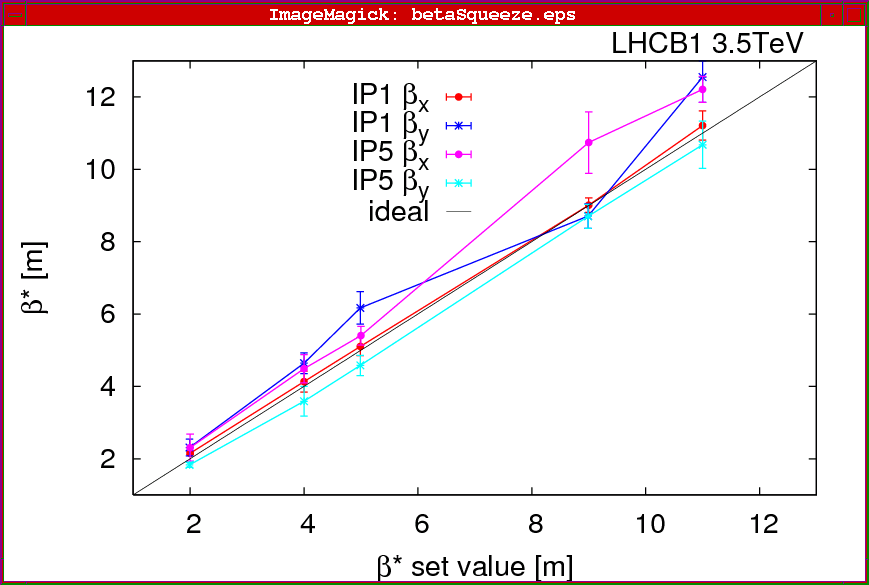 ImageMagick: betaSqueeze.eps
LHCB1 3.5TeV
IP1 βx
IP1 βy
IP5 βx
IP5 βy
ideal
12
10
8
6
4
2
β* [m]
2 4 6 8 10 12
β* set value [m]